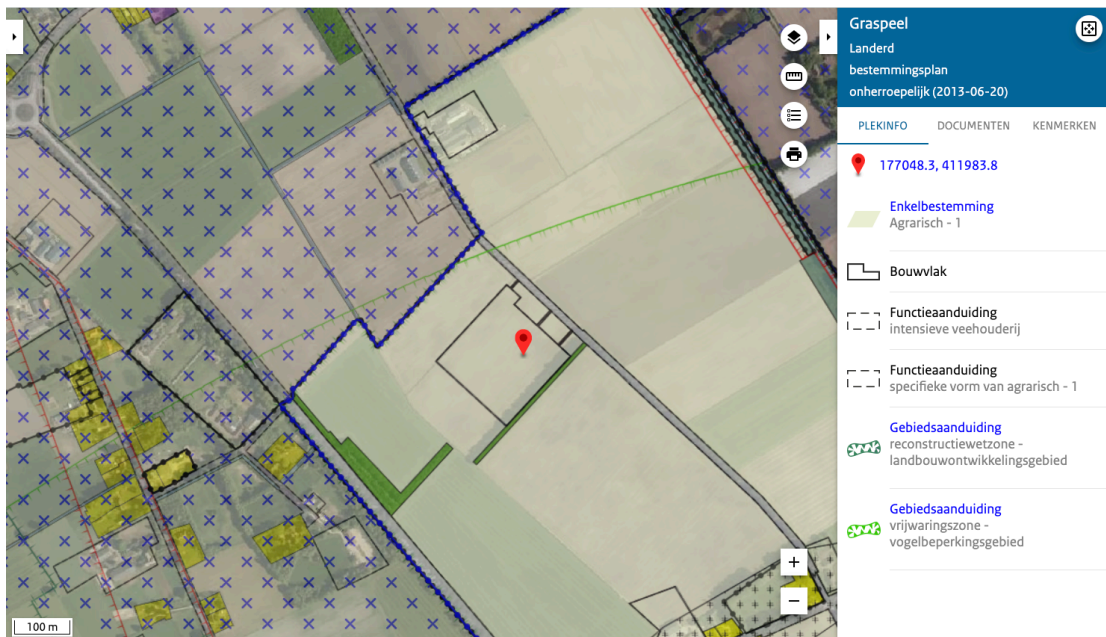 Graspeel
Landerd
bestemmingsplan
onherroepelijk (2013-06-20)
PLEKINFO DOCUMENTEN KENMERKEN
177048.3, 411983.8
Enkelbestemming
Agrarisch - 1
Bouwvlak
Functieaanduiding
intensieve veehouderij
Functieaanduiding
specifieke vorm van agrarisch - 1
Gebiedsaanduiding
reconstructiewetzone -
landbouwontwikkelingsgebied
Gebiedsaanduiding
vrijwaringszone -
vogelbeperkingsgebied
100 m